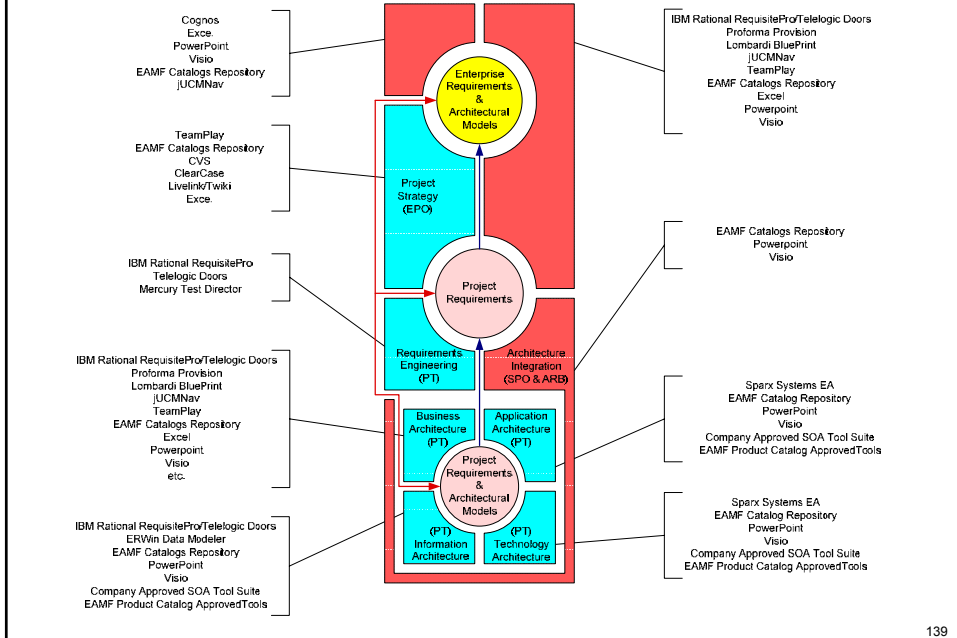 Cognos
Exce.
PowerPoint
Visio
EAMF Catalogs Repository
jUCMNav
TeamPlay
EAMF Catalogs Repository
CVS
ClearCase
Livelink/Twiki
Exce.
IBM Rational RequisitePro
Telelogic Doors
Mercury Test Director
IBM Rational RequisitePro/Telelogic Doors
Proforma Provision
Lombardi BluePrint
jUCMNav
TeamPlay
EAMF Catalogs Repository
Excel
Powerpoint
Visio
etc.
IBM Rational RequisitePro/Telelogic Doors
ERWin Data Modeler
EAMF Catalogs Repository
PowerPoint
Visio
Company Approved SOA Tool Suite
EAMF Product Catalog ApprovedTools
Enterprise
Requirements
&
Architectural
Models
Project
Strategy
(EPO)
Project
Requirements
Requirements
Engineering
(PT)
Architecture
Integration
(SPO & ARB)
Business
Architecture
(PT)
Application
Architecture
(PT)
Project
Requirements
&
Architectural
Models
(PT)
Information
Architecture
(PT)
Technology
Architecture
IBM Rational RequisitePro/Telelogic Doors
Proforma Provision
Lombardi BluePrint
jUCMNav
TeamPlay
EAMF Catalogs Repository
Excel
Powerpoint
Visio
EAMF Catalogs Repository
Powerpoint
Visio
Sparx Systems EA
EAMF Catalog Repository
PowerPoint
Visio
Company Approved SOA Tool Suite
EAMF Product Catalog ApprovedTools
Sparx Systems EA
EAMF Catalog Repository
PowerPoint
Visio
Company Approved SOA Tool Suite
EAMF Product Catalog ApprovedTools
139